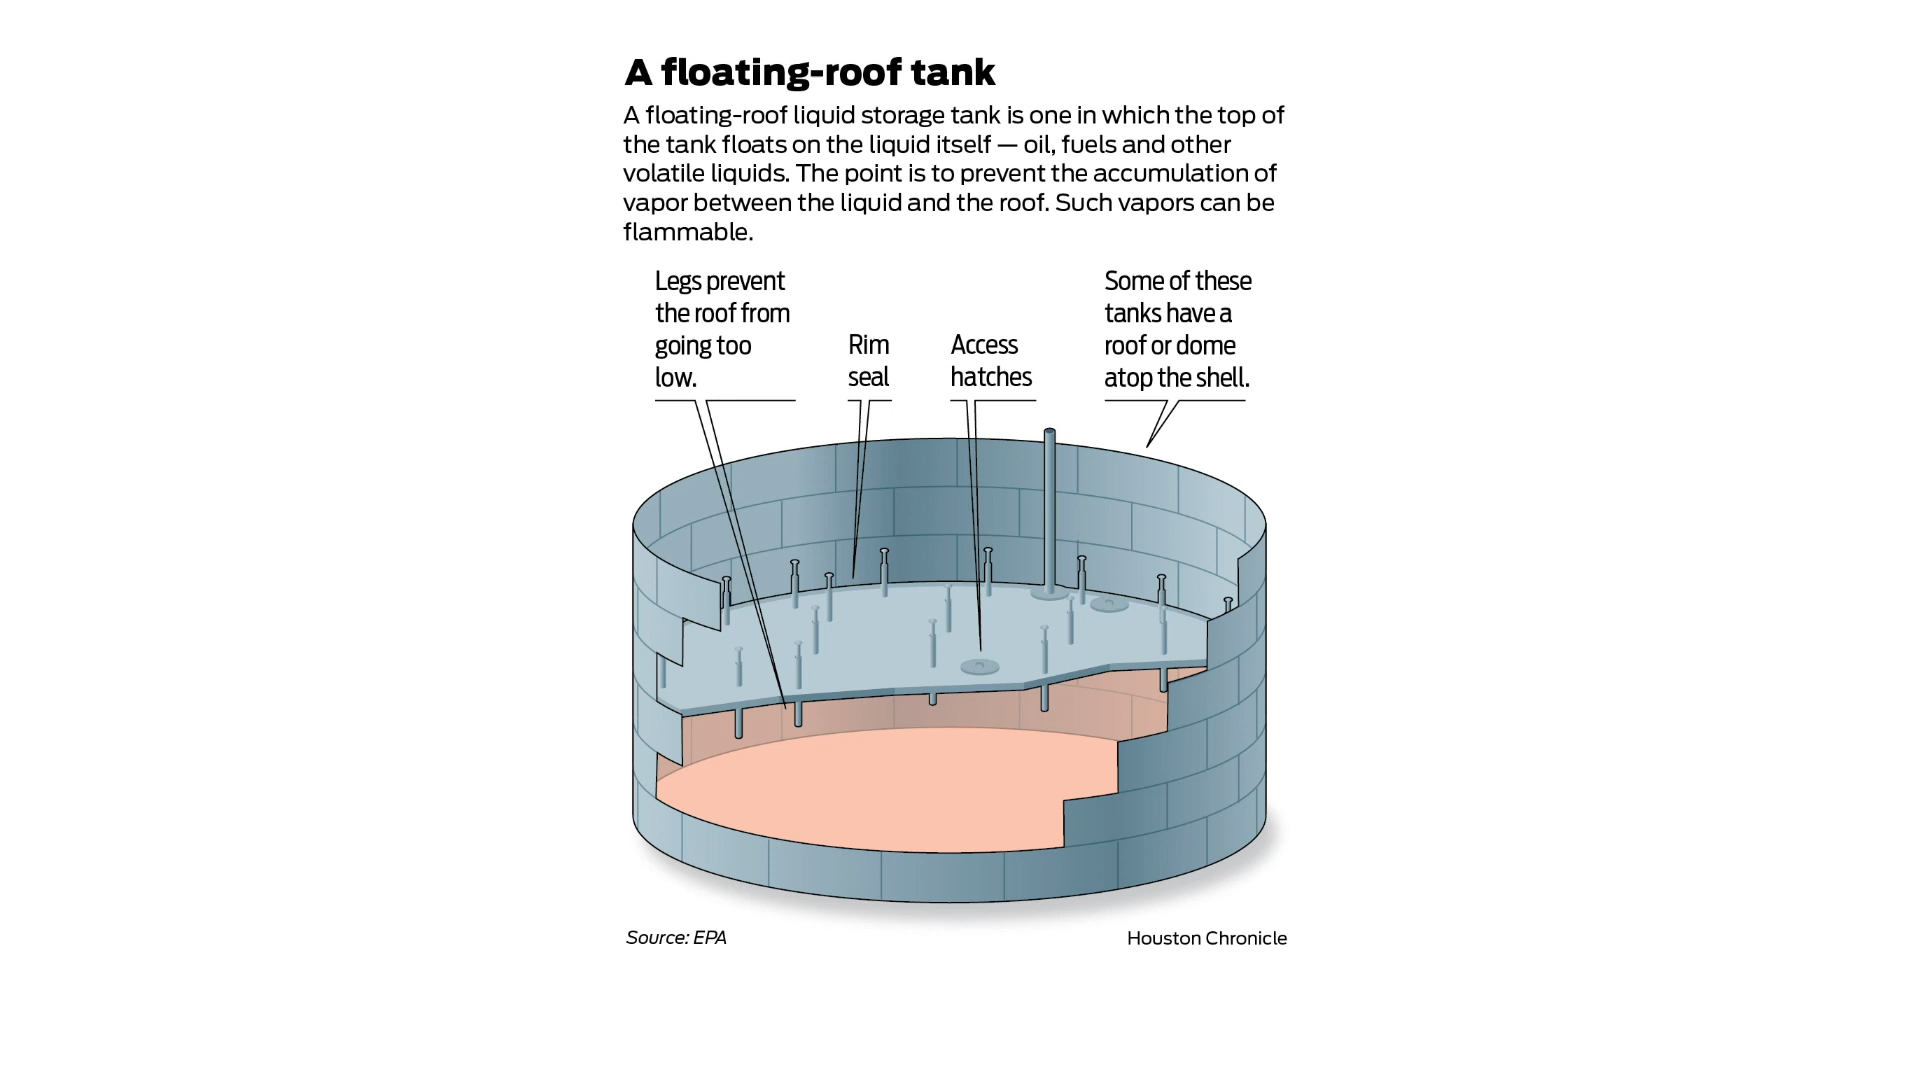 A floating-roof tank
A floating-roof liquid storage tank is one in which the top of
the tank floats on the liquid itself — oil, fuels and other
volatile liquids. The point is to prevent the accumulation of
vapor between the liquid and the roof. Such vapors can be
flammable.
Legs prevent
the roof from
going too
low.
Rim
seal
Access
hatches
Some of these
tanks have a
roof or dome
atop the shell.
Source: EPA
Houston Chronicle